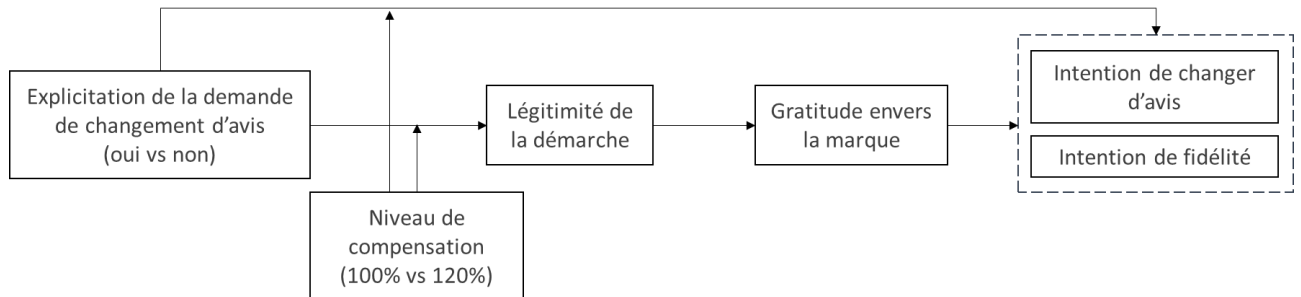 Explicitation de la demande
de changement d'avis
(oui vs non)
Niveau de
compensation
(100% vs 120%)
Légitimité de
la démarche
Gratitude envers
la marque
Intention de changer
d'avis
Intention de fidélité